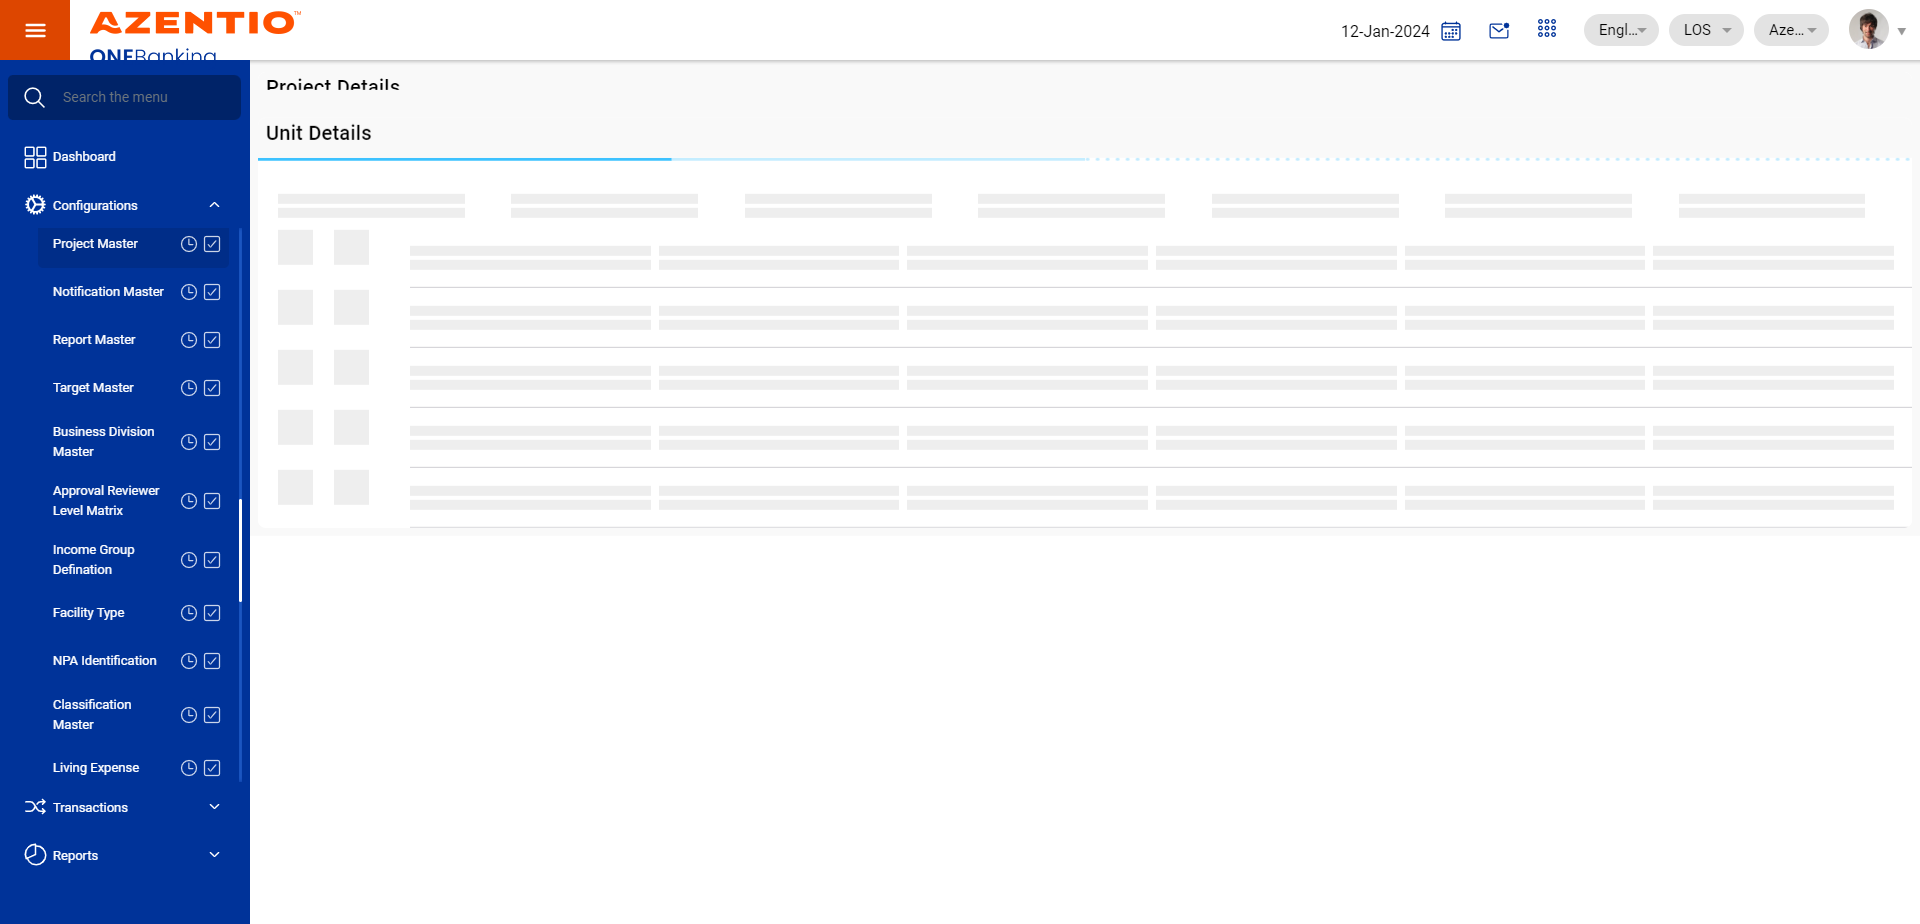 AZENTIO™
ONEBanking
12-Jan-2024
Engl...
LOS
Aze...
Search the menu
Dashboard
Configurations
Project Master
Notification Master
Report Master
Target Master
Business Division
Master
Approval Reviewer
Level Matrix
Income Group
Defination
Facility Type
NPA Identification
Classification
Master
Living Expense
Transactions
Reports
Project Details
Unit Details